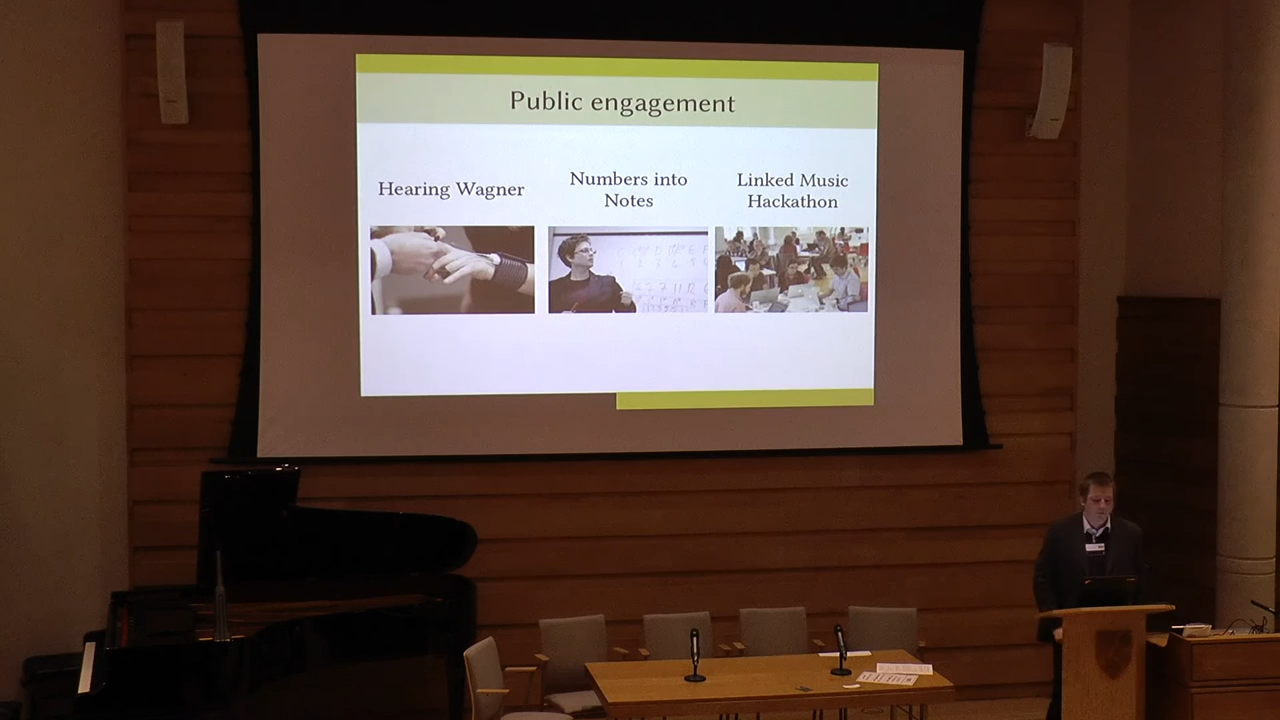 Public engagement
Hearing Wagner
Numbers into
Notes
Linked Music
Hackathon